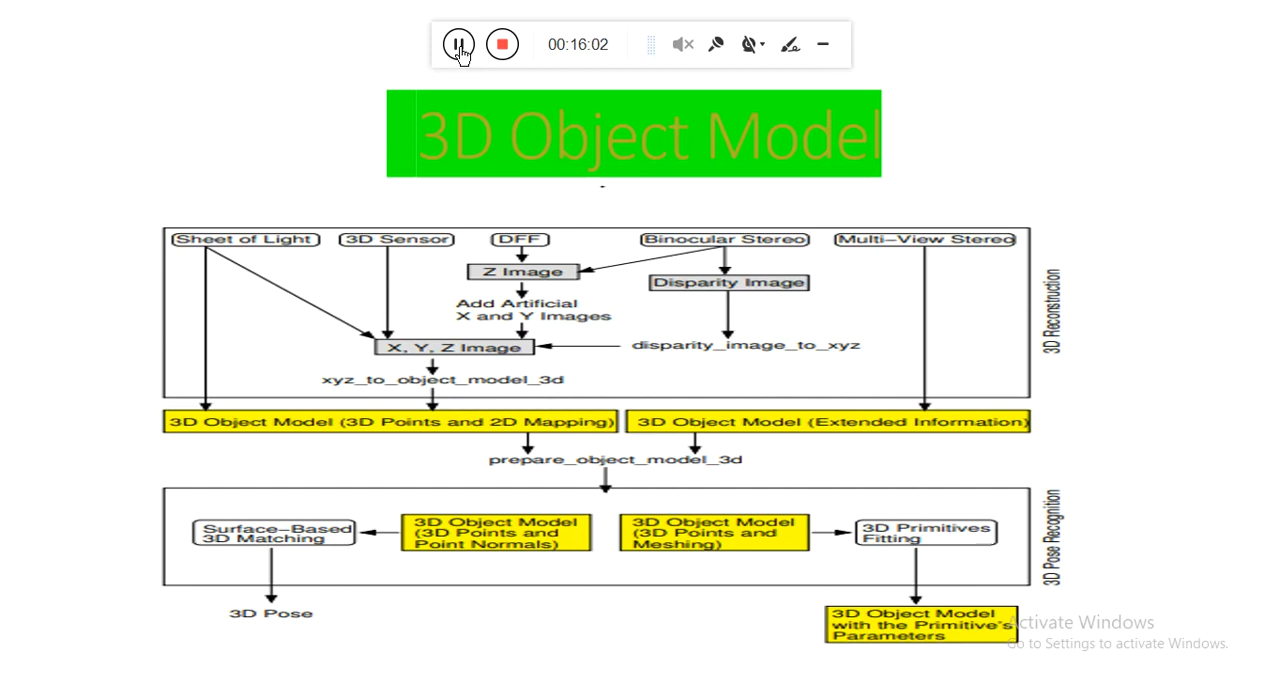 00:16:02
3D Object Model
Sheet of Light
3D Sensor
DFF
Binocular Stereo
Multi-View Stereo
Z Image
Disparity Image
Add Artificial
X and Y Images
X, Y, Z Image
disparity_image_to_xyz
xyz_to_object_model_3d
3D Reconstruction
3D Object Model (3D Points and 2D Mapping)
3D Object Model (Extended Information)
prepare_object_model_3d
Surface-Based
3D Matching
3D Object Model
(3D Points and
Point Normals)
3D Object Model
(3D Points and
Meshing)
3D Primitives
Fitting
3D Pose Recognition
3D Pose
3D Object Model
with the Primitive's
Parameters
Activate Windows
Go to Settings to activate Windows.